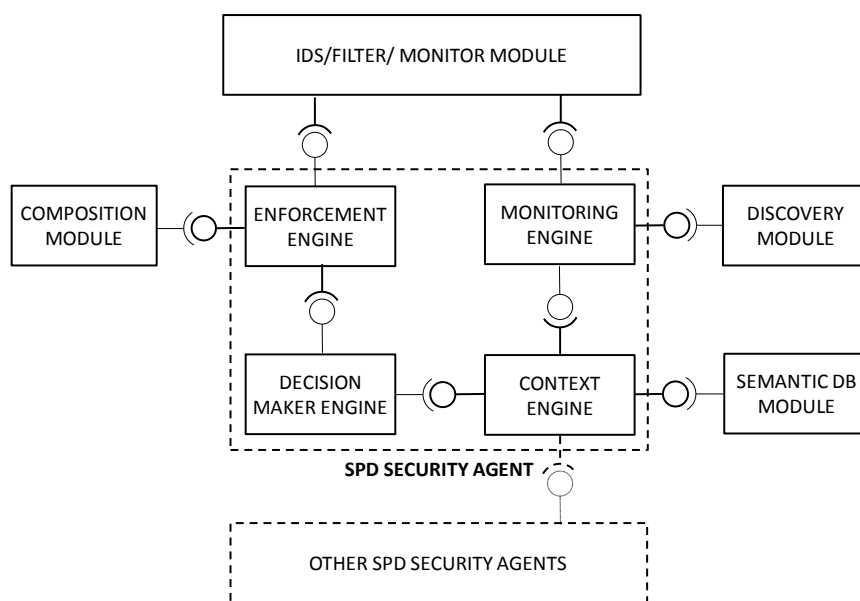 IDS/FILTER/ MONITOR MODULE
COMPOSITION
MODULE
ENFORCEMENT
ENGINE
MONITORING
ENGINE
DISCOVERY
MODULE
DECISION
MAKER ENGINE
CONTEXT
ENGINE
SEMANTIC DB
MODULE
SPD SECURITY AGENT
OTHER SPD SECURITY AGENTS